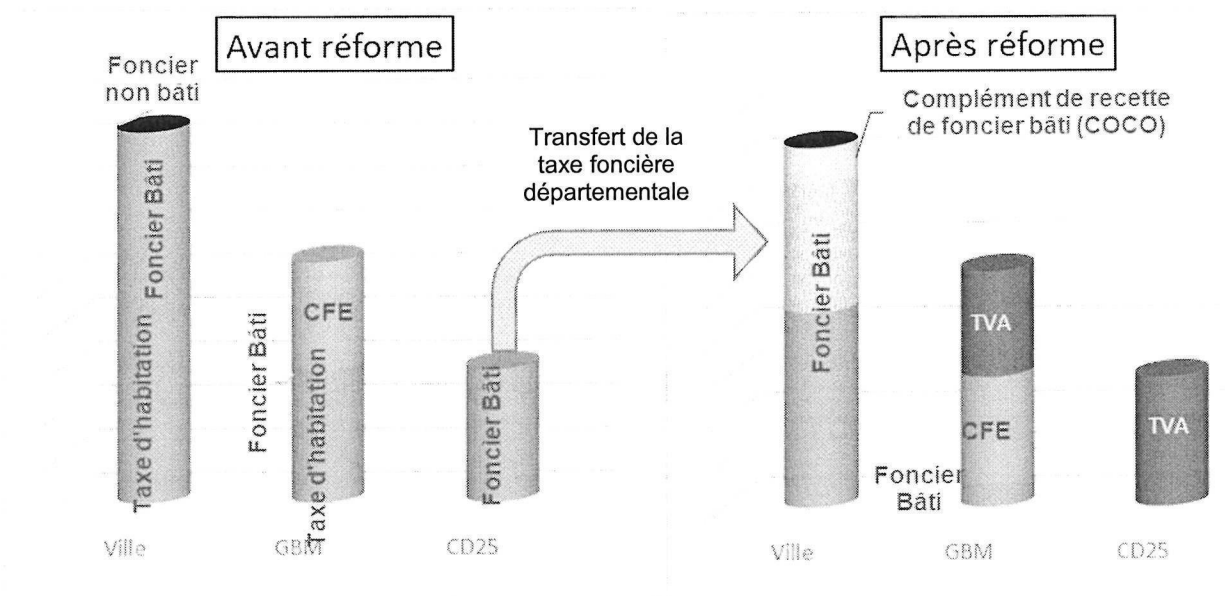 Avant réforme
Foncier
non bâti
Taxe d'habitation
Foncier Bâti
Foncier Bâti
Taxe d'habitation
CFE
Foncier Bâti
Ville
GBM
CD25
Transfert de la
taxe foncière
départementale
Après réforme
Complément de recette
de foncier bâti (COCO)
Foncier Bâti
Foncier
Bâti
TVA
CFE
TVA
Ville
GBM
CD25